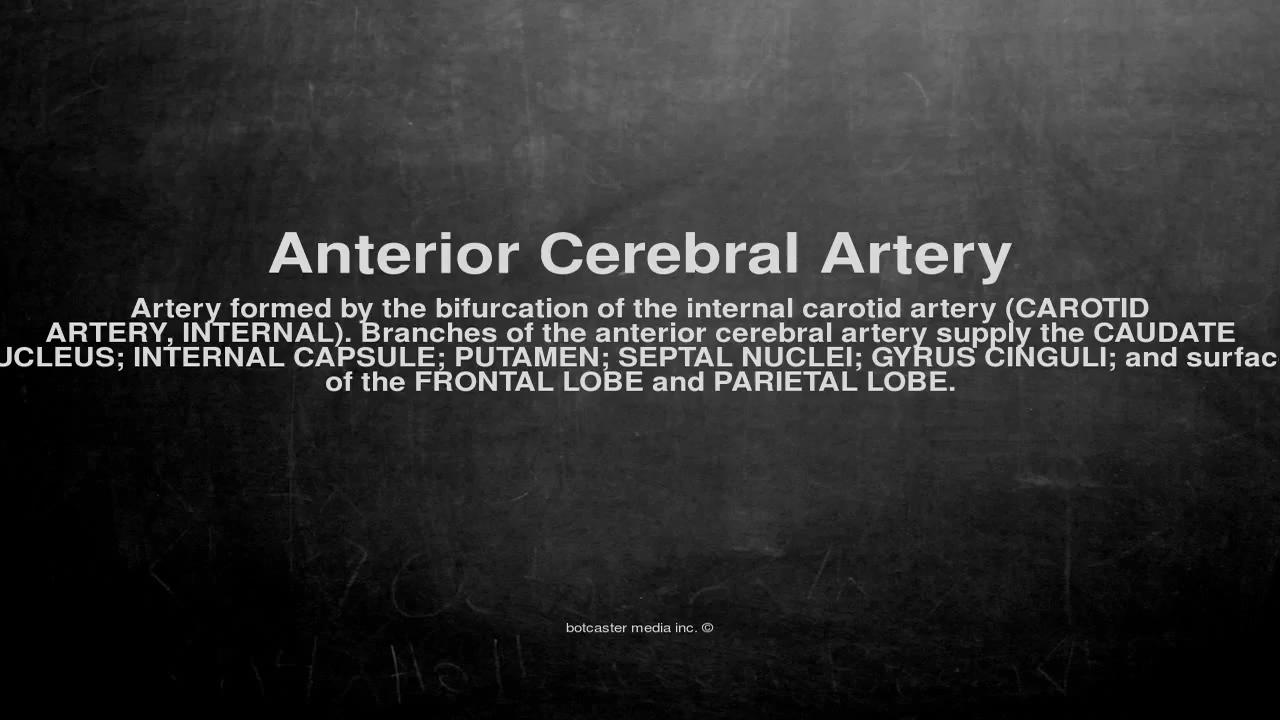 Anterior Cerebral Artery
Artery formed by the bifurcation of the internal carotid artery (CAROTID
ARTERY, INTERNAL). Branches of the anterior cerebral artery supply the CAUDATE
UCLEUS; INTERNAL CAPSULE; PUTAMEN; SEPTAL NUCLEI; GYRUS CINGULI; and surfac
of the FRONTAL LOBE and PARIETAL LOBE.
botcaster media inc. ©